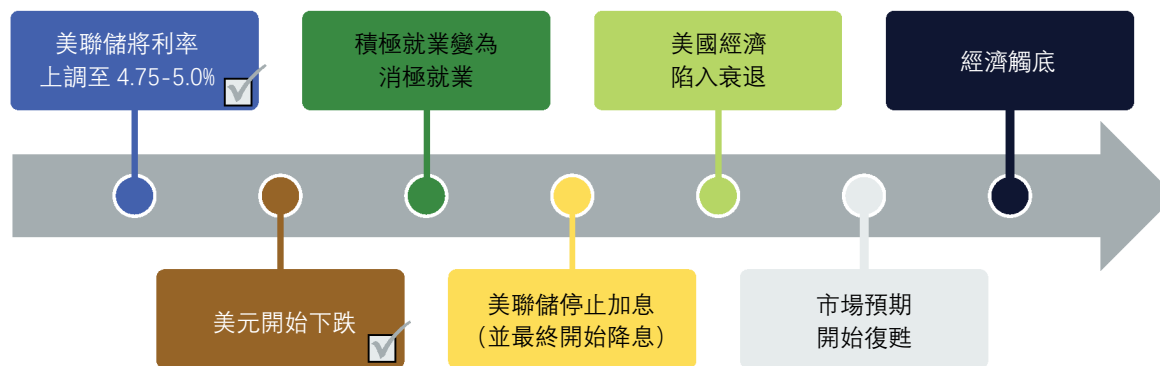 美聯儲將利率
上調至 4.75-5.0%
美元開始下跌
積極就業變為
消極就業
美聯儲停止加息
（並最終開始降息）
美國經濟
陷入衰退
市場預期
開始復甦
經濟觸底